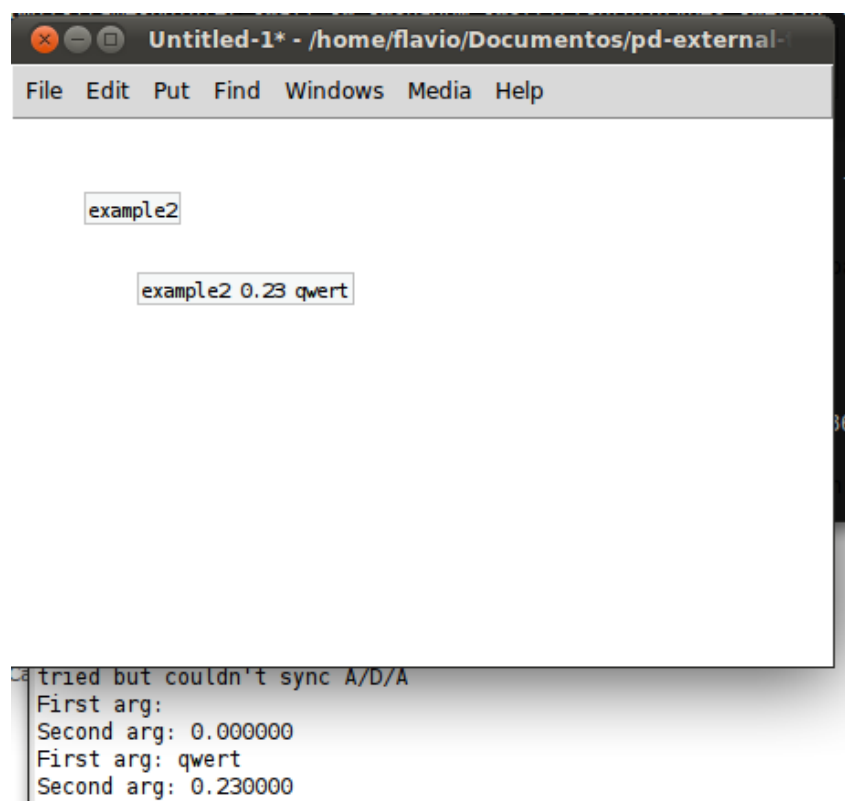 Untitled-1* - /home/flavio/Documentos/pd-external-
File Edit Put Find Windows Media Help
example2
example2 0.23 qwert
tried but couldn't sync A/D/A
First arg:
Second arg: 0.000000
First arg: qwert
Second arg: 0.230000